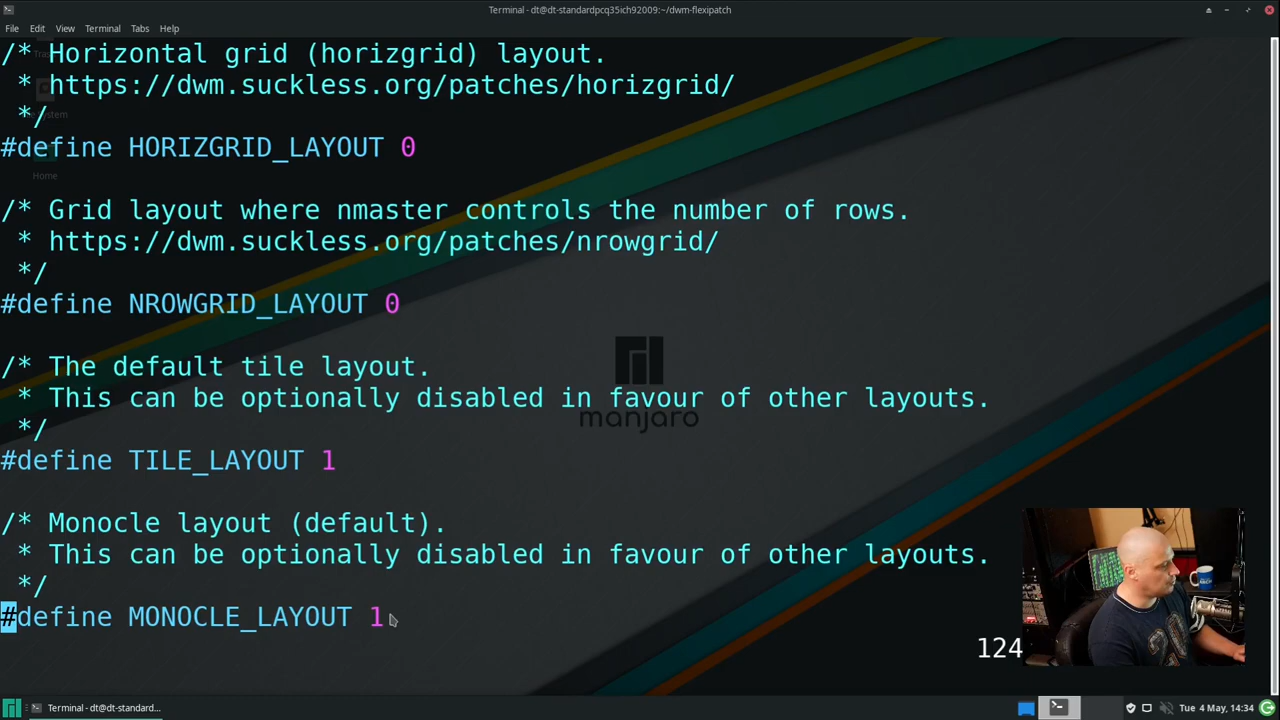 Terminal - dt@dt-standardpcq35ich92009:~/dwm-flexipatch
File Edit View Terminal Tabs Help
/* Horizontal grid (horizgrid) layout.
 * https://dwm.suckless.org/patches/horizgrid/
 */
#define HORIZGRID_LAYOUT 0
Home
/* Grid layout where nmaster controls the number of rows.
 * https://dwm.suckless.org/patches/nrowgrid/
 */
#define NROWGRID_LAYOUT 0
/* The default tile layout.
 * This can be optionally disabled in favour of other layouts.
 */
manjaro
#define TILE_LAYOUT 1
/* Monocle layout (default).
 * This can be optionally disabled in favour of other layouts.
 */
#define MONOCLE_LAYOUT 1
124
Terminal - dt@dt-standard...
Tue 4 May, 14:34